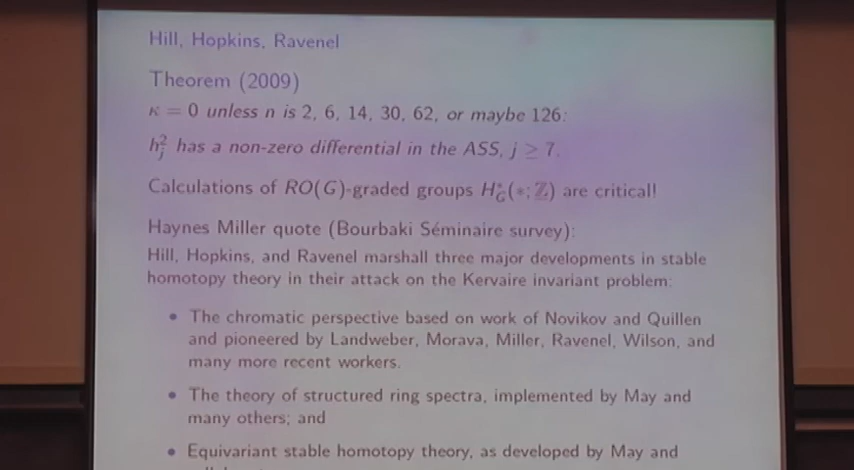 Hill, Hopkins, Ravenel
Theorem (2009)
κ = 0 unless n is 2, 6, 14, 30, 62, or maybe 126:
h_j^2 has a non-zero differential in the ASS, j ≥ 7.
Calculations of RO(G)-graded groups H_G^*(∗; ℤ) are critical!
Haynes Miller quote (Bourbaki Séminaire survey):
Hill, Hopkins, and Ravenel marshall three major developments in stable
homotopy theory in their attack on the Kervaire invariant problem:
• The chromatic perspective based on work of Novikov and Quillen
and pioneered by Landweber, Morava, Miller, Ravenel, Wilson, and
many more recent workers.
• The theory of structured ring spectra, implemented by May and
many others; and
• Equivariant stable homotopy theory, as developed by May and